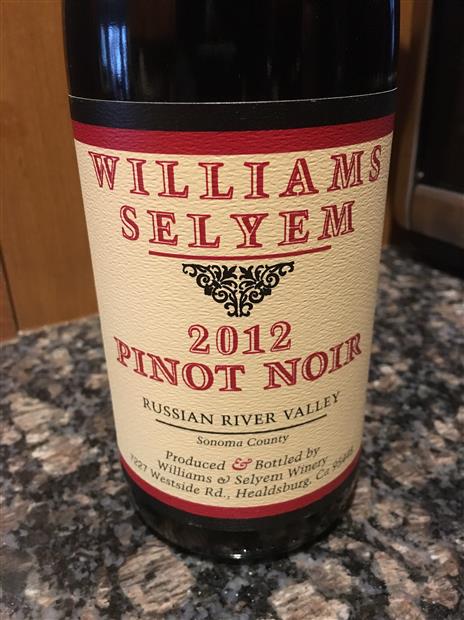 WILLIAMS
SELYEM
2012
PINOT NOIR
RUSSIAN RIVER VALLEY
Sonoma County
Produced & Bottled by
Williams & Selyem Winery
7227 Westside Rd., Healdsburg, Ca 95448